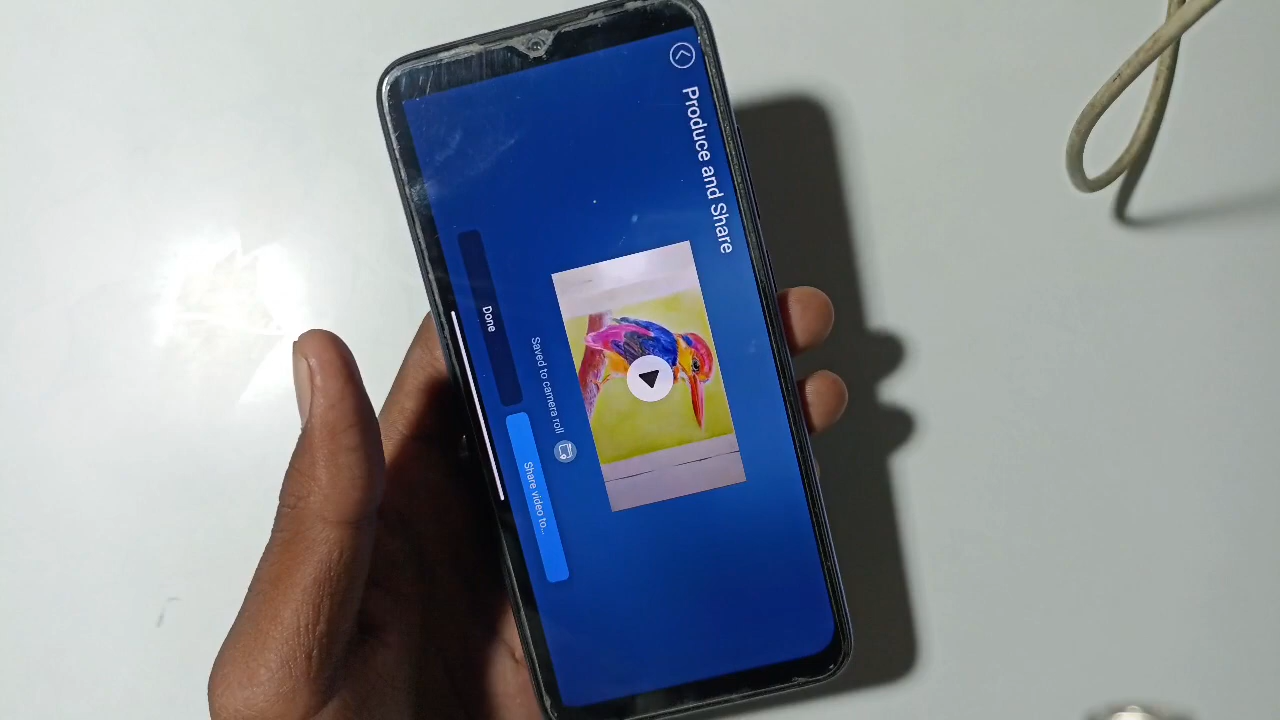 Produce and Share
Saved to camera roll
Done
Share video to...